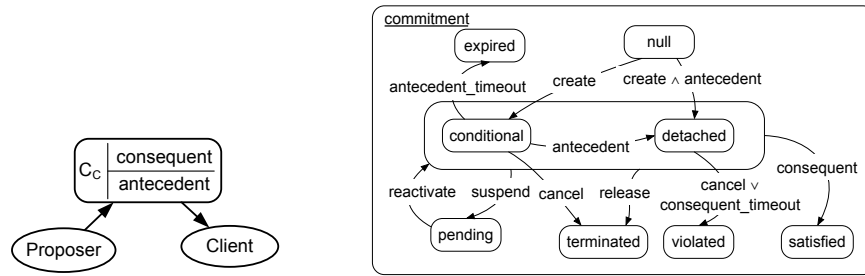 C_C
consequent
antecedent
Proposer
Client
commitment
expired
null
antecedent_timeout
create
create ∧ antecedent
conditional
antecedent
detached
consequent
reactivate
suspend
cancel
release
cancel ∨
consequent_timeout
pending
terminated
violated
satisfied